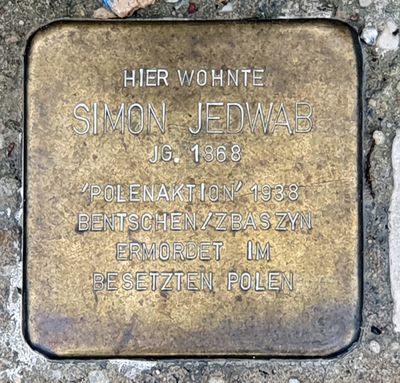 HIER WOHNTE
SIMON JEDWAB
JG. 1868
'POLENAKTION' 1938
BENTSCHEN/ZBASZYN
ERMORDET IM
BESETZTEN POLEN